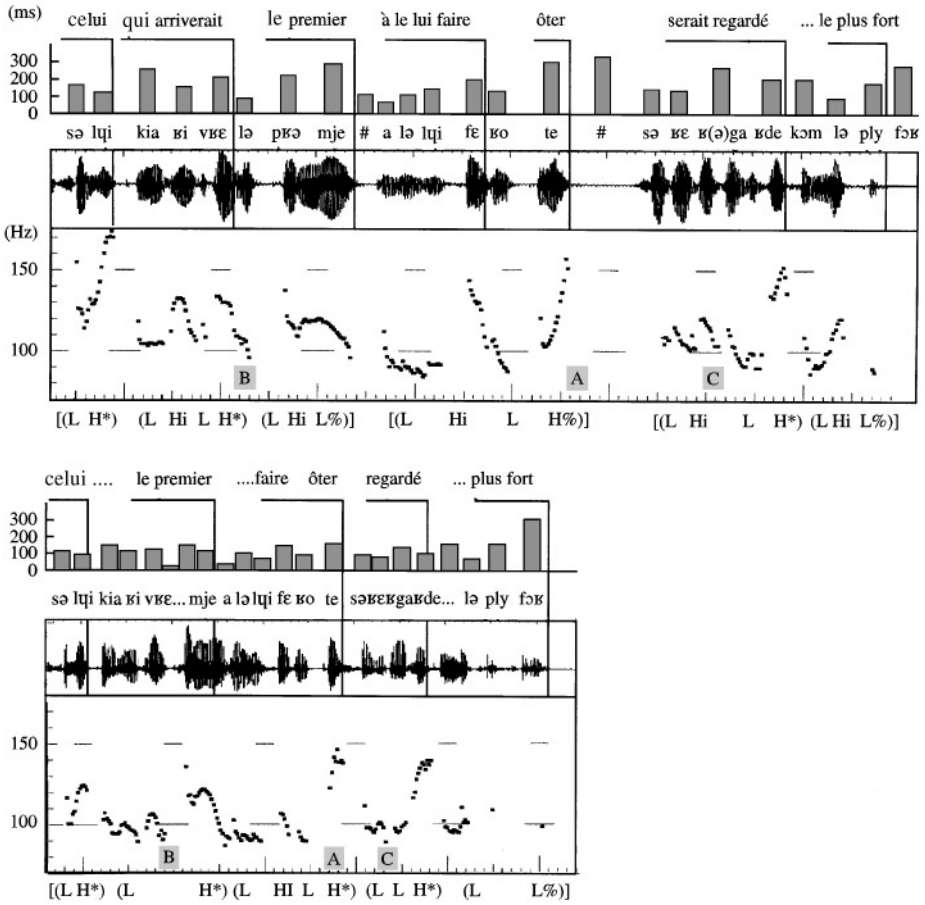 (ms)
celui qui arriverait le premier à le lui faire ôter serait regardé ... le plus fort
300
200
100
0
sə lɥi kia ʁi vʁɛ lə pʁə mje # a lə lɥi fɛ ʁo te # sə ʁɛ ʁ(ə)ga ʁde kɔm lə ply fɔʁ
(Hz)
150
100
B A C
[(L H*) (L Hi L H*) (L Hi L%)] [(L Hi L H%)] [(L Hi L H*) (L Hi L%)]
celui .... le premier ....faire ôter regardé ... plus fort
300
200
100
0
sə lɥi kia ʁi vʁɛ... mje a lə lɥi fɛ ʁo te səʁɛʁgaʁde... lə ply fɔʁ
150
100
B A C
[(L H*) (L H*) (L HI L H*) (L L H*) (L L%)]